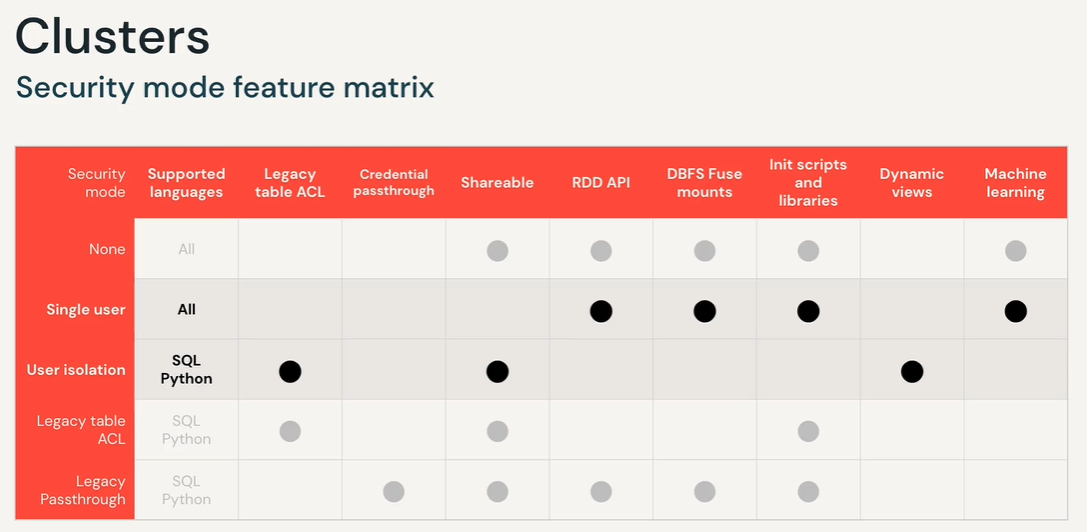 Clusters
Security mode feature matrix
Security
mode
Supported
languages
Legacy
table ACL
Credential
passthrough
Shareable
RDD API
DBFS Fuse
mounts
Init scripts
and
libraries
Dynamic
views
Machine
learning
None
All
Single user
All
User isolation
SQL
Python
Legacy table
ACL
SQL
Python
Legacy
Passthrough
SQL
Python